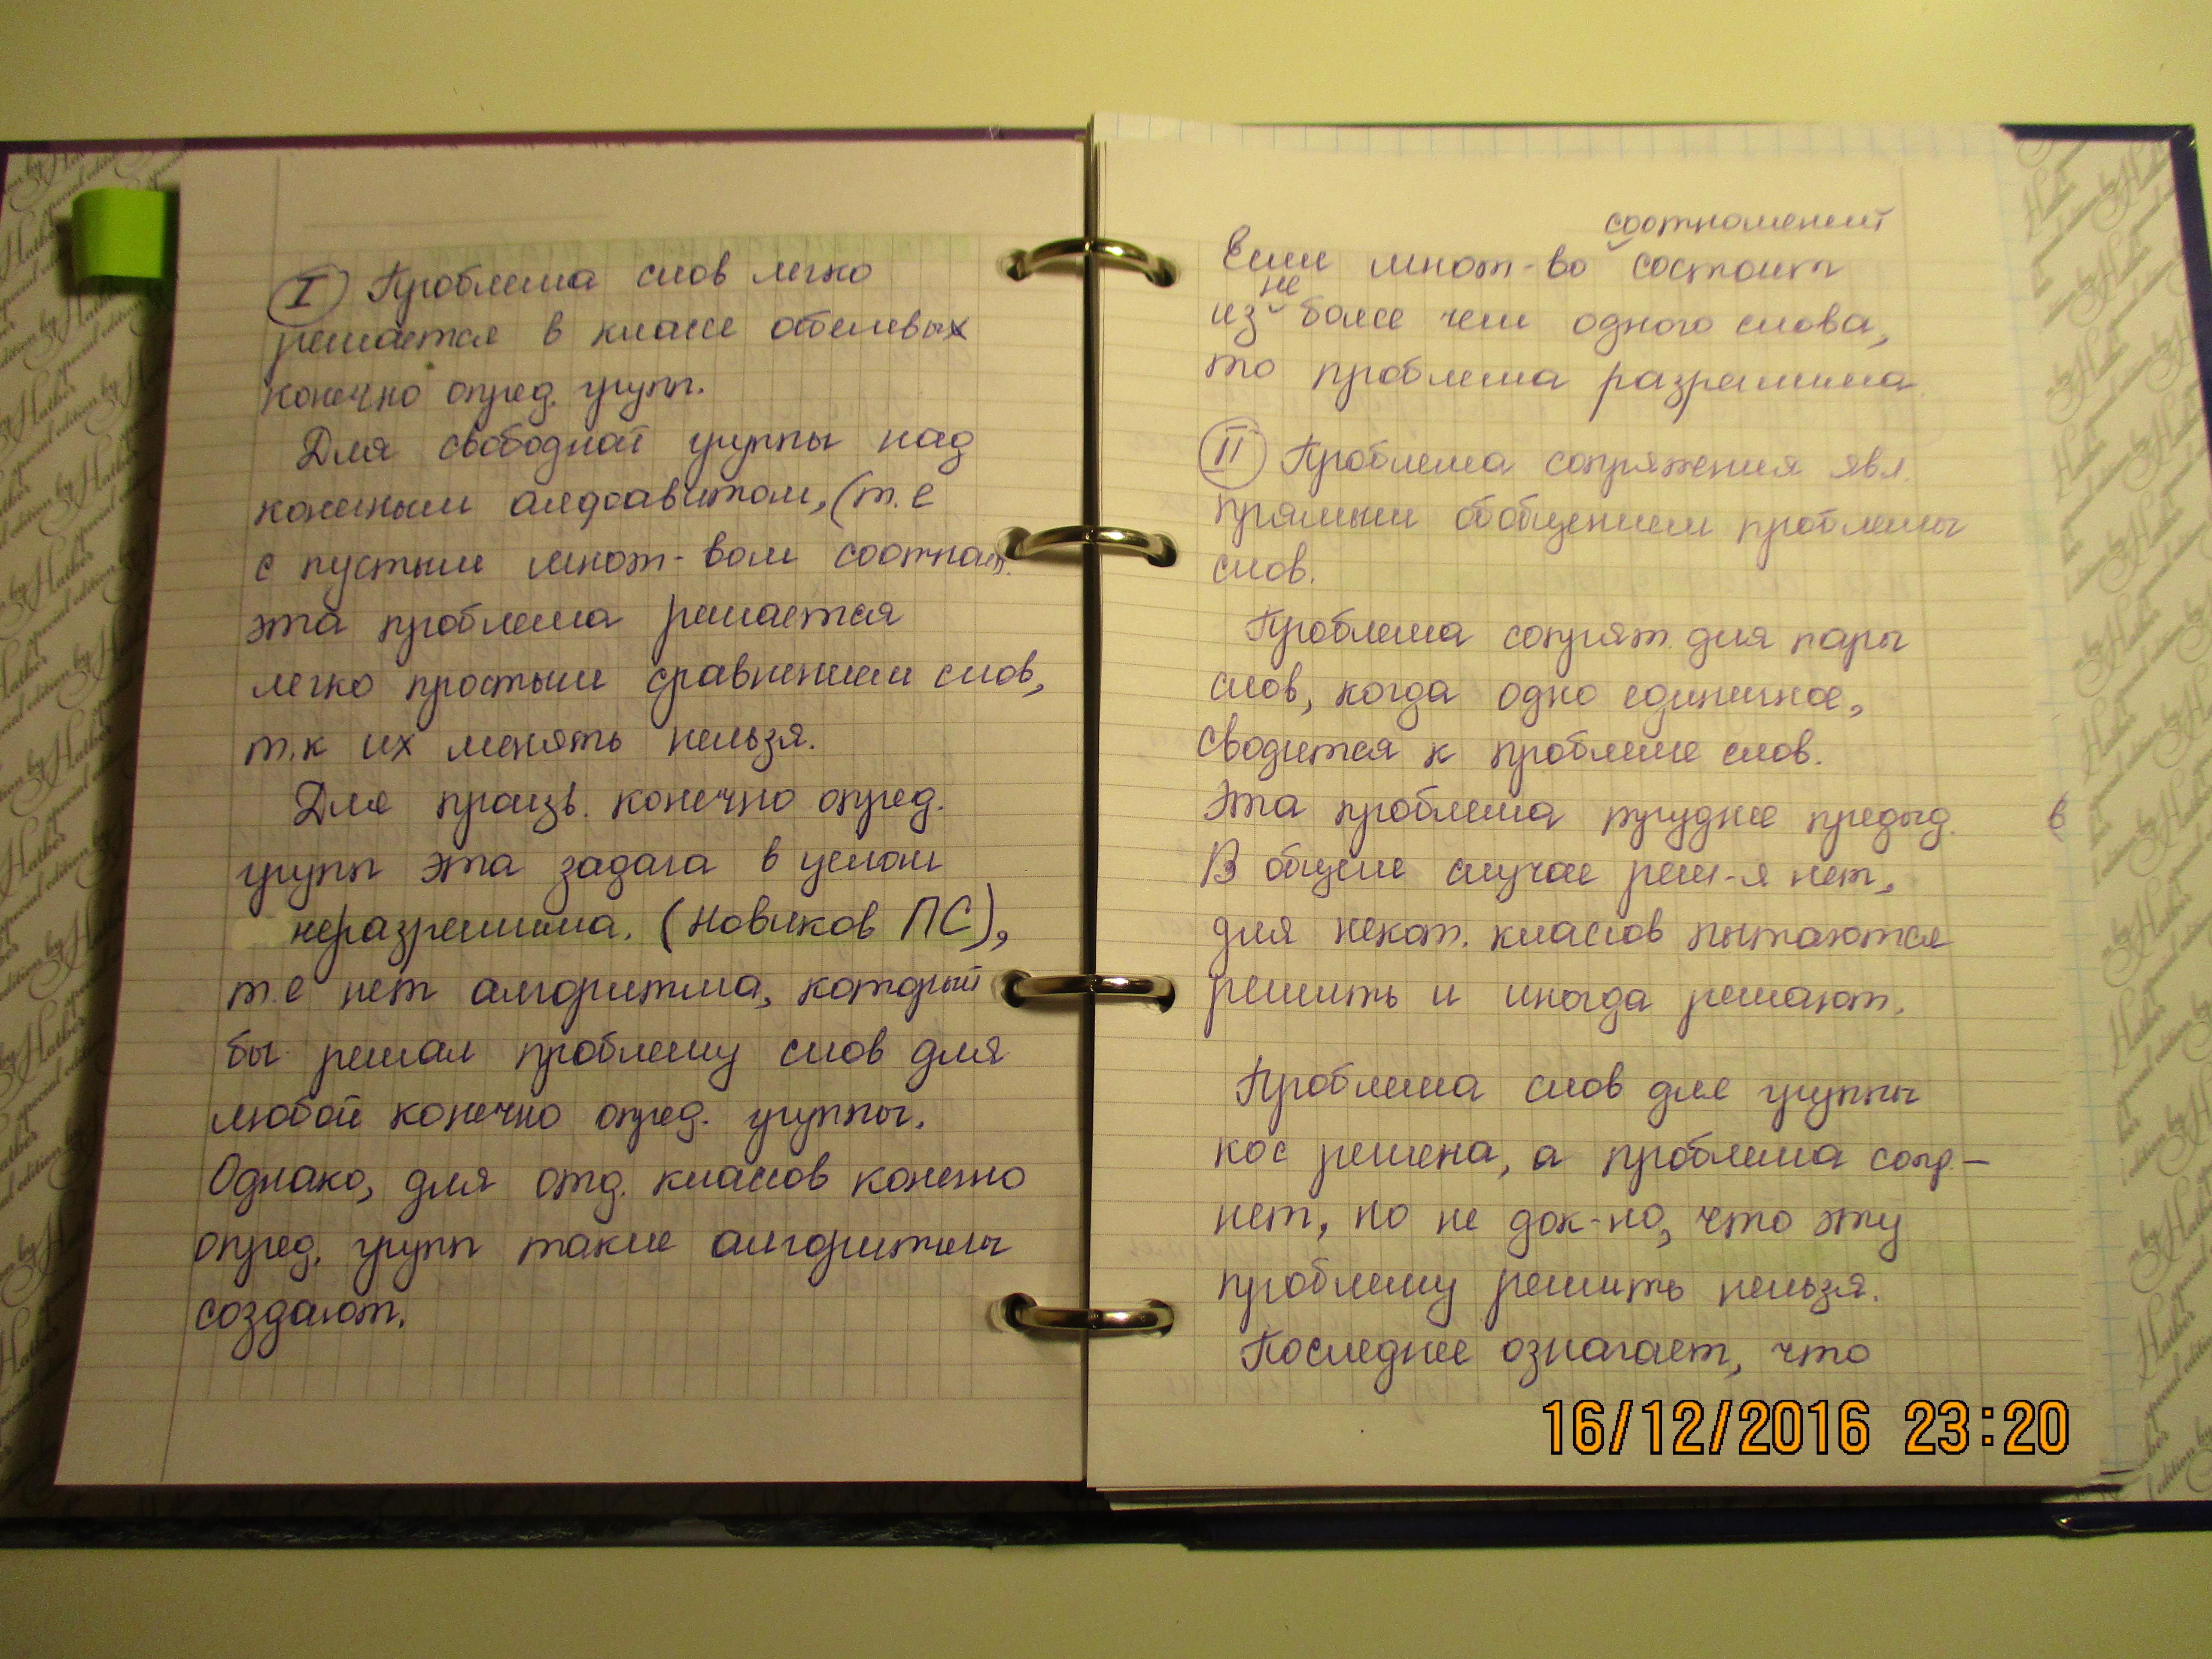 I Проблема слов легко
решается в классе абелевых
конечно опред. групп.
Для свободной группы над
конечным алфавитом, (т.е
с пустым множ-вом соотнош.
эта проблема решается
легко простым сравнением слов,
т.к их менять нельзя.
Для произв. конечно опред.
групп эта задача в целом
неразрешима. (Новиков ПС),
т.е нет алгоритма, который
бы решал проблему слов для
любой конечно опред. группы.
Однако, для отд. классов конечно
опред. групп такие алгоритмы
создают.
соотношений
Если множ-во состоит
не
из более чем одного слова,
то проблема разрешима
II Проблема сопряжения явл.
прямым обобщением проблемы
слов.
Проблема сопряж. для пары
слов, когда одно единичное,
сводится к проблеме слов.
Эта проблема труднее предыд.
В общем случае реш-я нет,
для некот. классов пытаются
решить и иногда решают.
Проблема слов для группы
кос решена, а проблема сопр. –
нет, но не док-но, что эту
проблему решить нельзя.
Последнее означает, что
16/12/2016 23:20